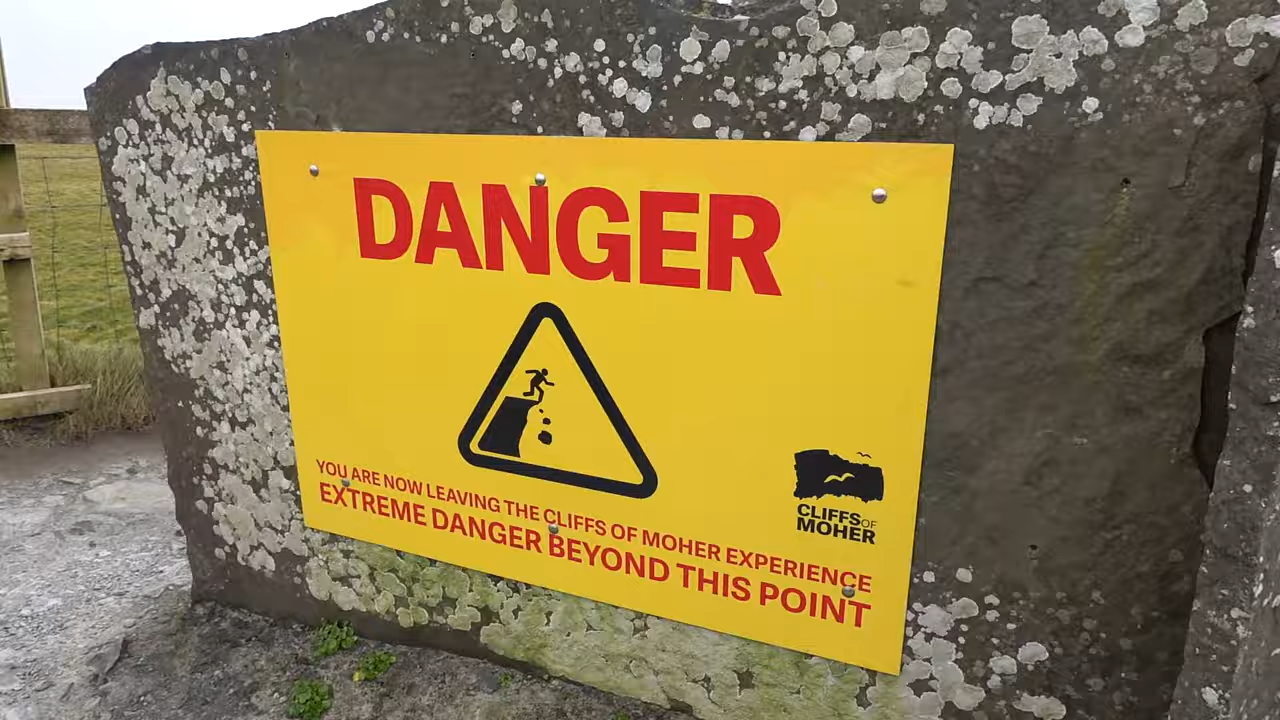 DANGER
YOU ARE NOW LEAVING THE CLIFFS OF MOHER EXPERIENCE
EXTREME DANGER BEYOND THIS POINT
CLIFFS OF
MOHER